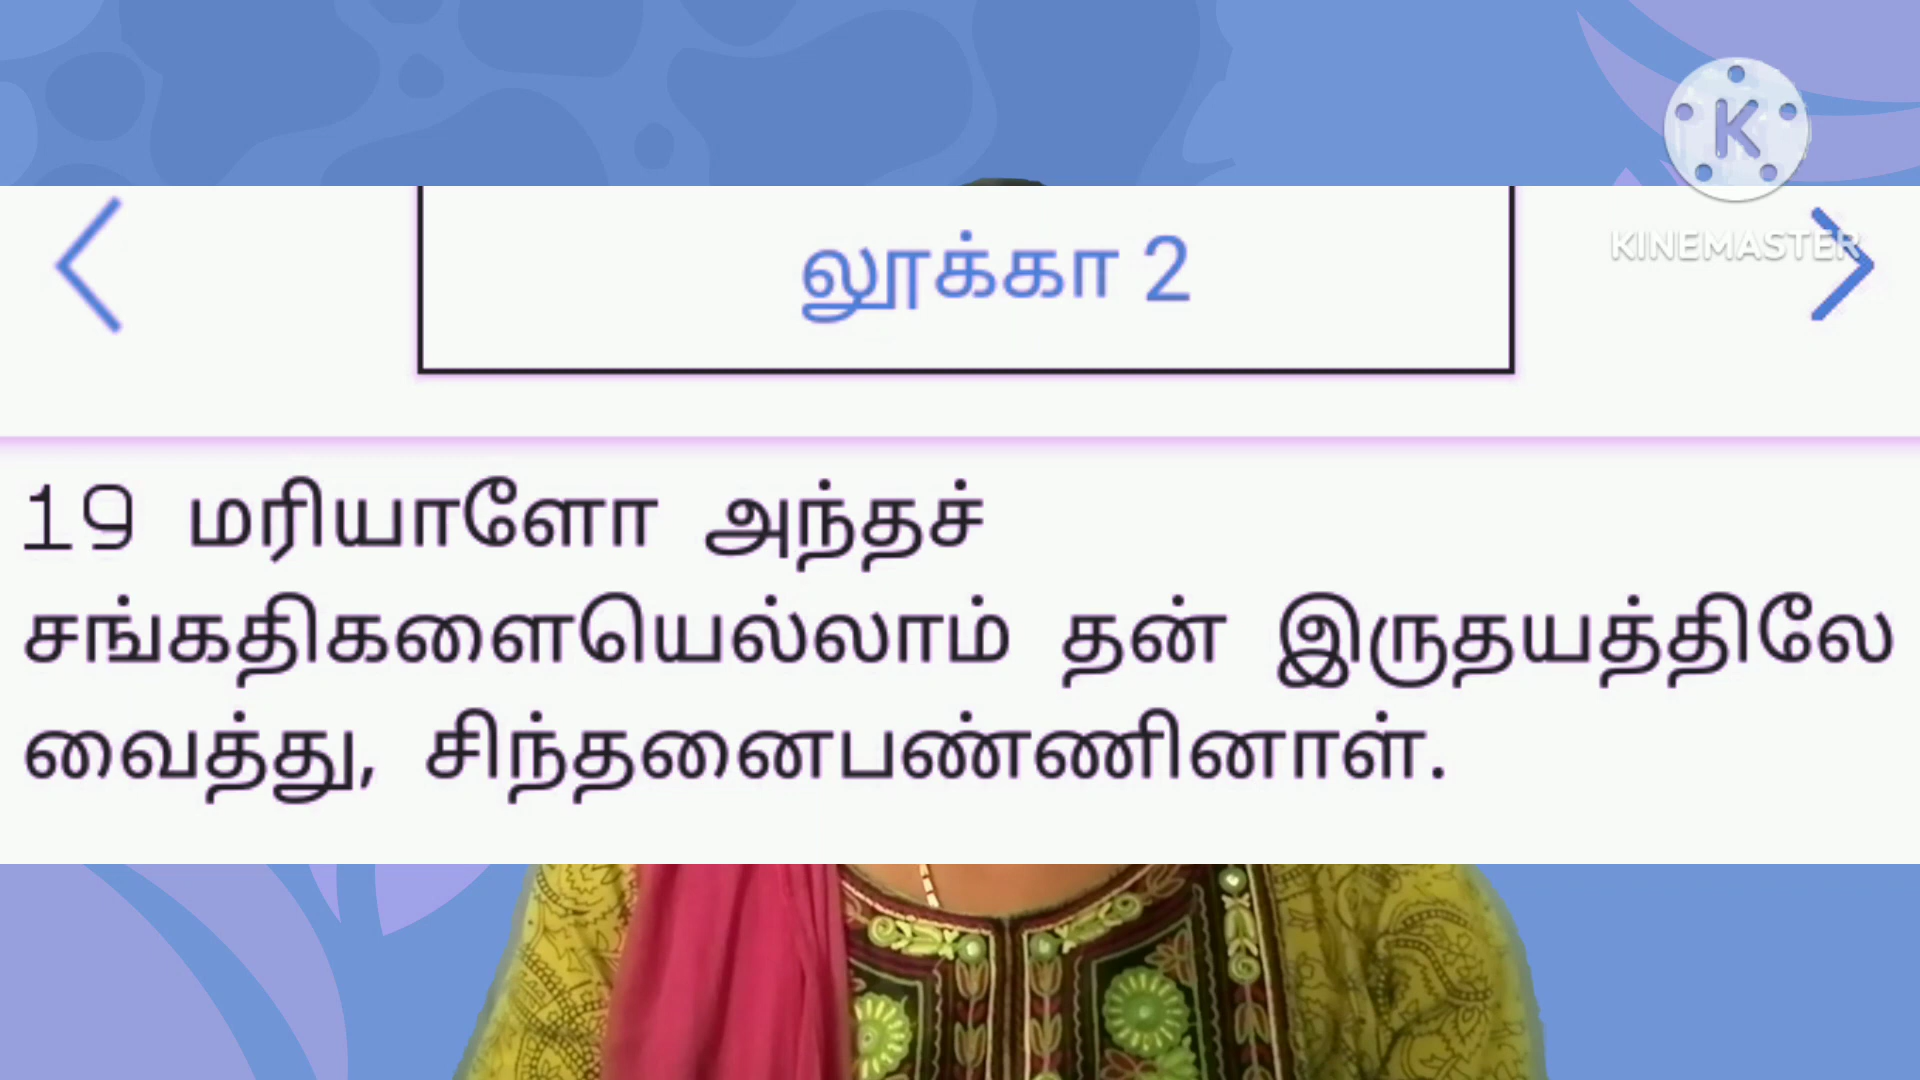 K
KINEMASTER
லூக்கா 2
19 மரியாளோ அந்தச்
சங்கதிகளையெல்லாம் தன் இருதயத்திலே
வைத்து, சிந்தனைபண்ணினாள்.